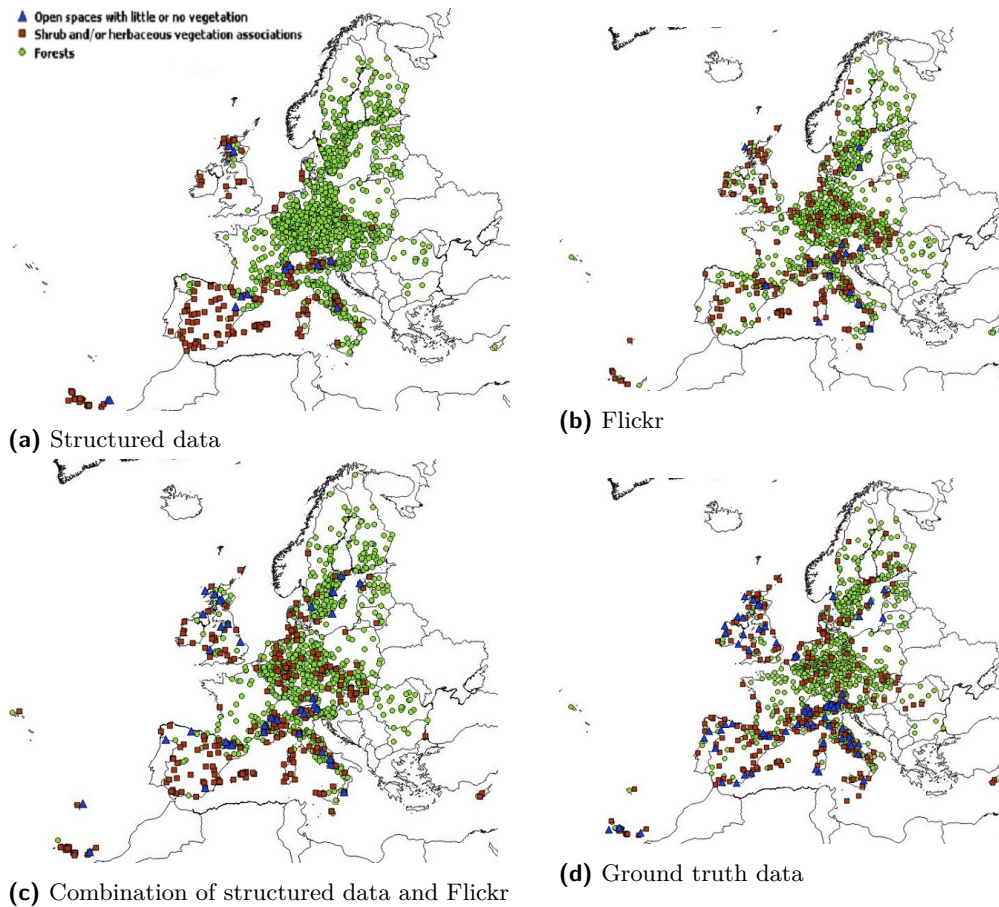 Open spaces with little or no vegetation
Shrub and/or herbaceous vegetation associations
Forests
(a) Structured data
(b) Flickr
(c) Combination of structured data and Flickr
(d) Ground truth data